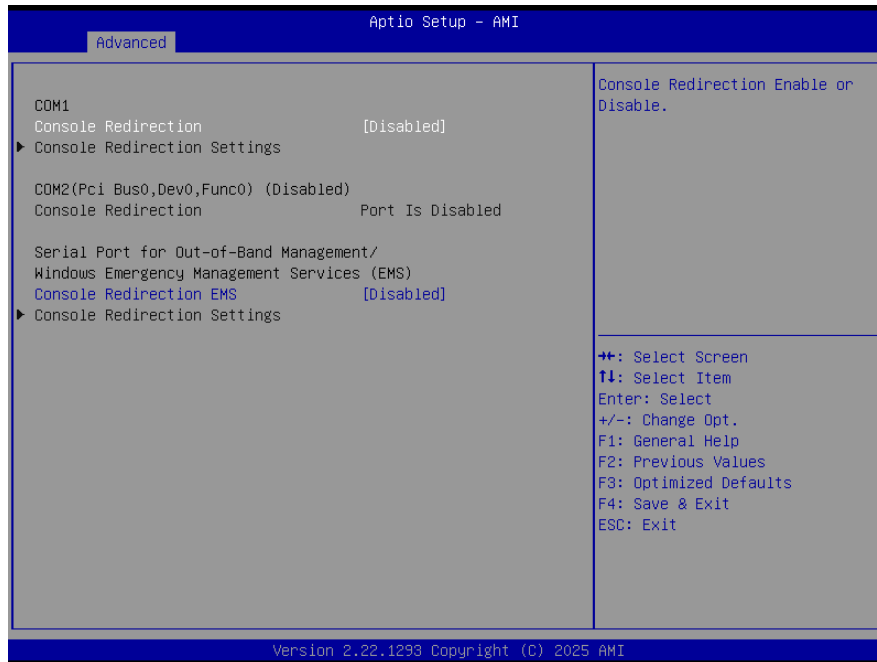 Aptio Setup – AMI
Advanced
COM1
Console Redirection [Disabled]
Console Redirection Settings
COM2(Pci Bus0,Dev0,Func0) (Disabled)
Console Redirection Port Is Disabled
Serial Port for Out-of-Band Management/
Windows Emergency Management Services (EMS)
Console Redirection EMS [Disabled]
Console Redirection Settings
Console Redirection Enable or
Disable.
→←: Select Screen
↑↓: Select Item
Enter: Select
+/-: Change Opt.
F1: General Help
F2: Previous Values
F3: Optimized Defaults
F4: Save & Exit
ESC: Exit
Version 2.22.1293 Copyright (C) 2025 AMI